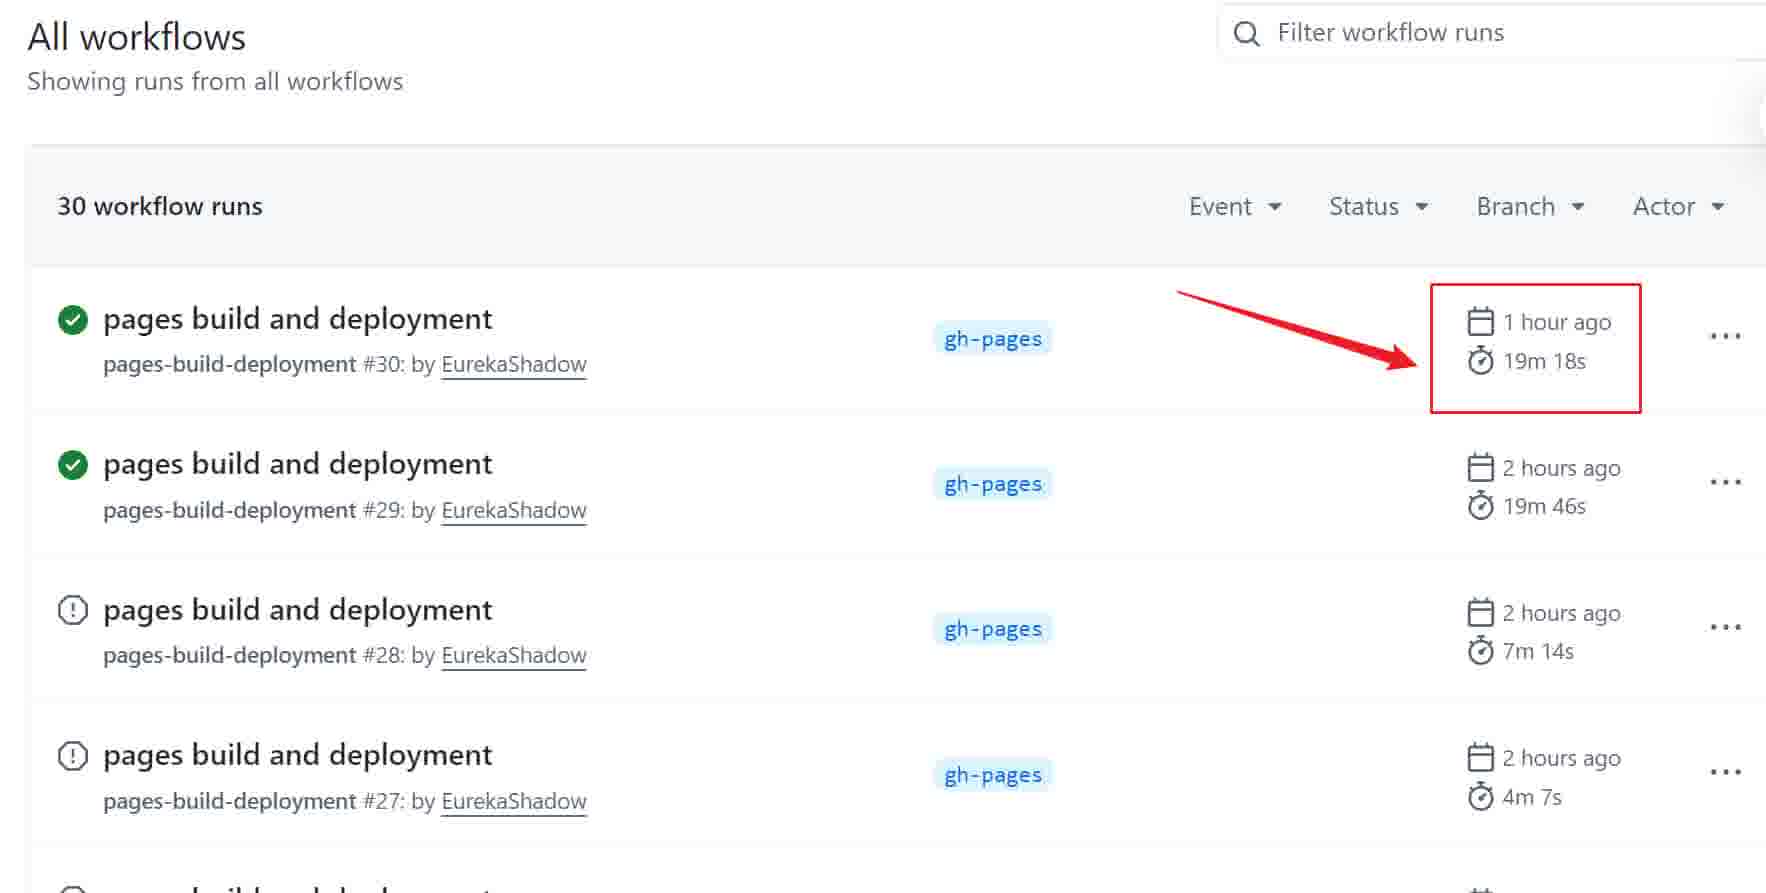 All workflows
Filter workflow runs
Showing runs from all workflows
30 workflow runs
Event Status Branch Actor
pages build and deployment
pages-build-deployment #30: by EurekaShadow
gh-pages
1 hour ago
19m 18s
pages build and deployment
pages-build-deployment #29: by EurekaShadow
gh-pages
2 hours ago
19m 46s
pages build and deployment
pages-build-deployment #28: by EurekaShadow
gh-pages
2 hours ago
7m 14s
pages build and deployment
pages-build-deployment #27: by EurekaShadow
gh-pages
2 hours ago
4m 7s